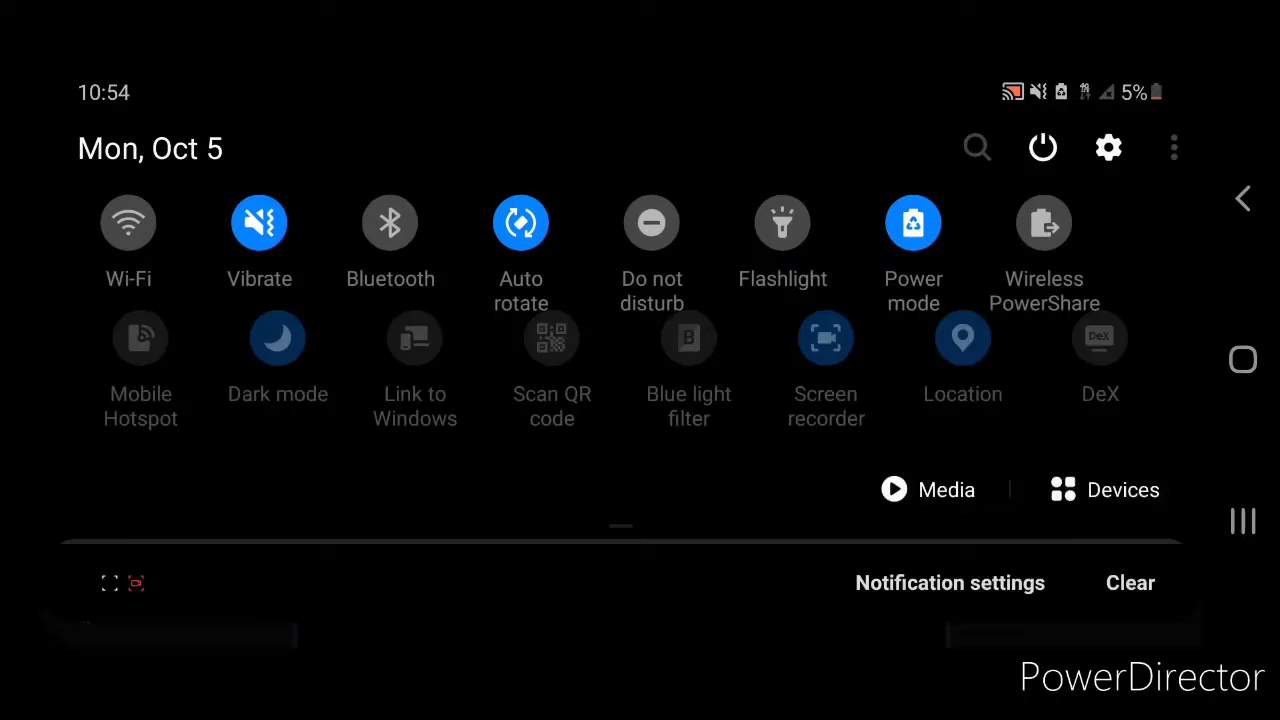 10:54
5%
Mon, Oct 5
Wi-Fi
Vibrate
Bluetooth
Auto
rotate
Do not
disturb
Flashlight
Power
mode
Wireless
PowerShare
Mobile
Hotspot
Dark mode
Link to
Windows
Scan QR
code
B
Blue light
filter
Screen
recorder
Location
DeX
DeX
Media
Devices
Notification settings
Clear
PowerDirector